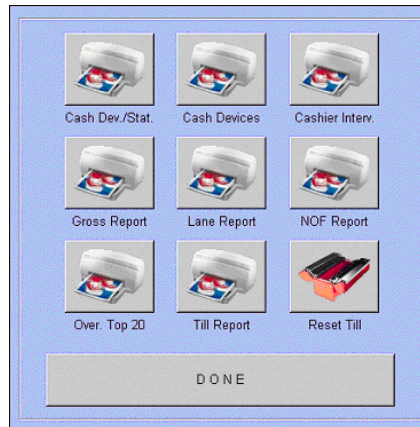 Cash Dev./Stat. Cash Devices Cashier Interv.
Gross Report Lane Report NOF Report
Over. Top 20 Till Report Reset Till
DONE